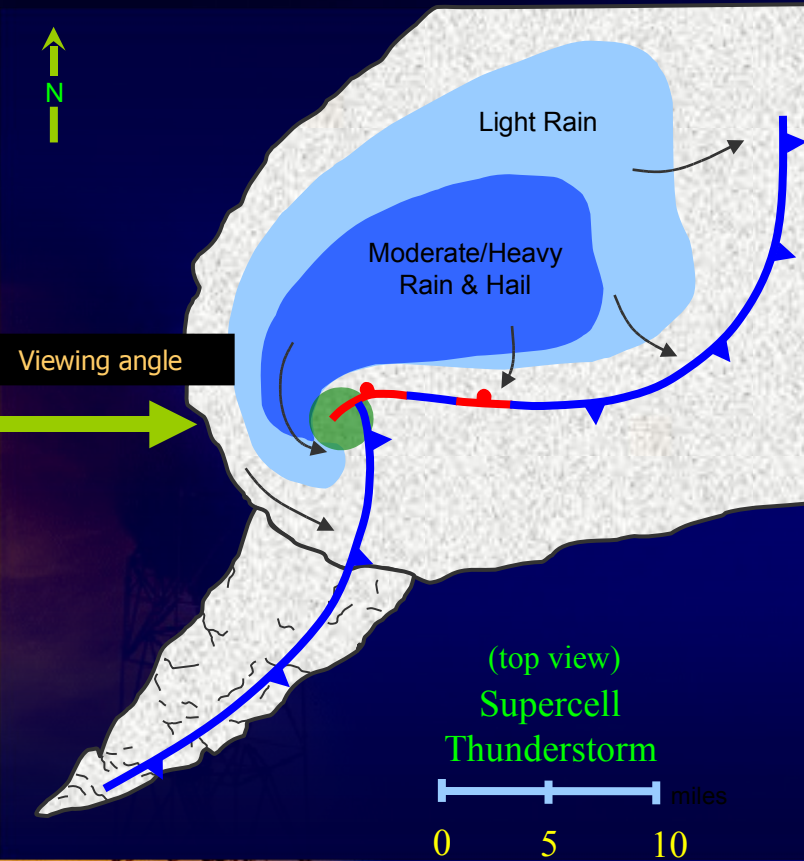 N
Light Rain
Moderate/Heavy
Rain & Hail
Viewing angle
(top view)
Supercell
Thunderstorm
miles
0 5 10